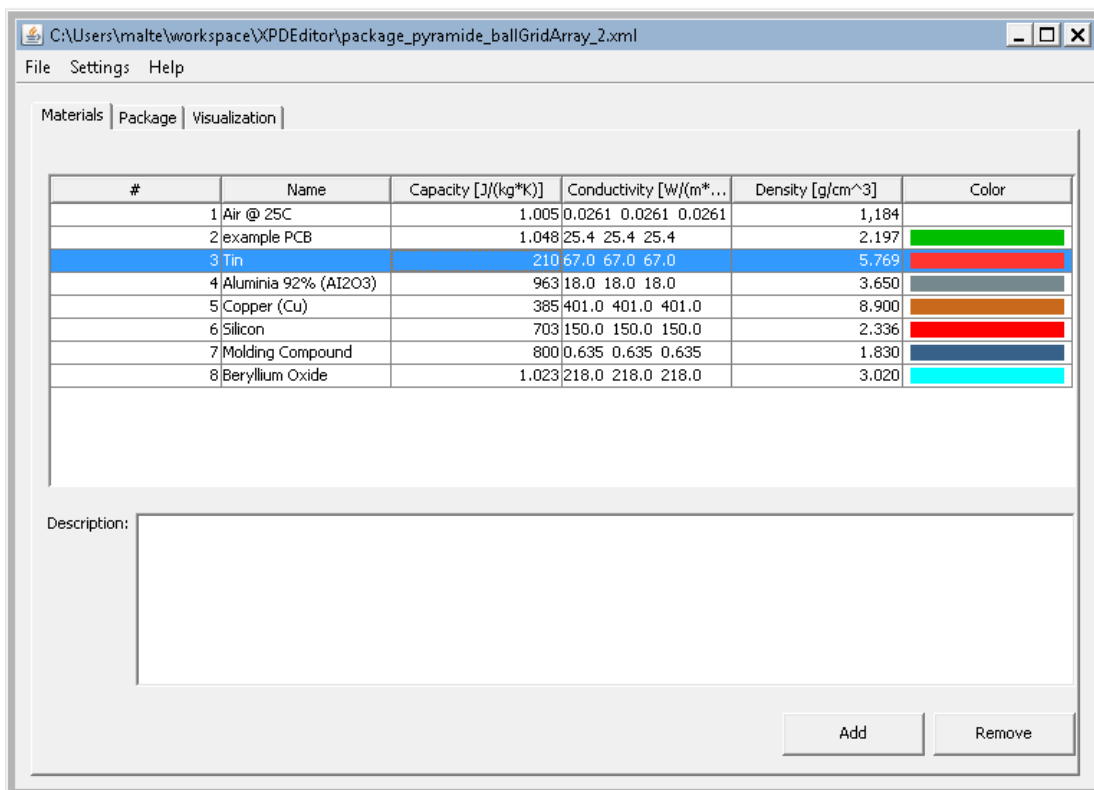 C:\Users\malte\workspace\XPDEditor\package_pyramide_ballGridArray_2.xml
File Settings Help
Materials Package Visualization
# Name Capacity [J/(kg*K)] Conductivity [W/(m*... Density [g/cm^3] Color
1 Air @ 25C 1.005 0.0261 0.0261 0.0261 1,184
2 example PCB 1.048 25.4 25.4 25.4 2.197
3 Tin 210 67.0 67.0 67.0 5.769
4 Aluminia 92% (Al2O3) 963 18.0 18.0 18.0 3.650
5 Copper (Cu) 385 401.0 401.0 401.0 8.900
6 Silicon 703 150.0 150.0 150.0 2.336
7 Molding Compound 800 0.635 0.635 0.635 1.830
8 Beryllium Oxide 1.023 218.0 218.0 218.0 3.020
Description:
Add Remove